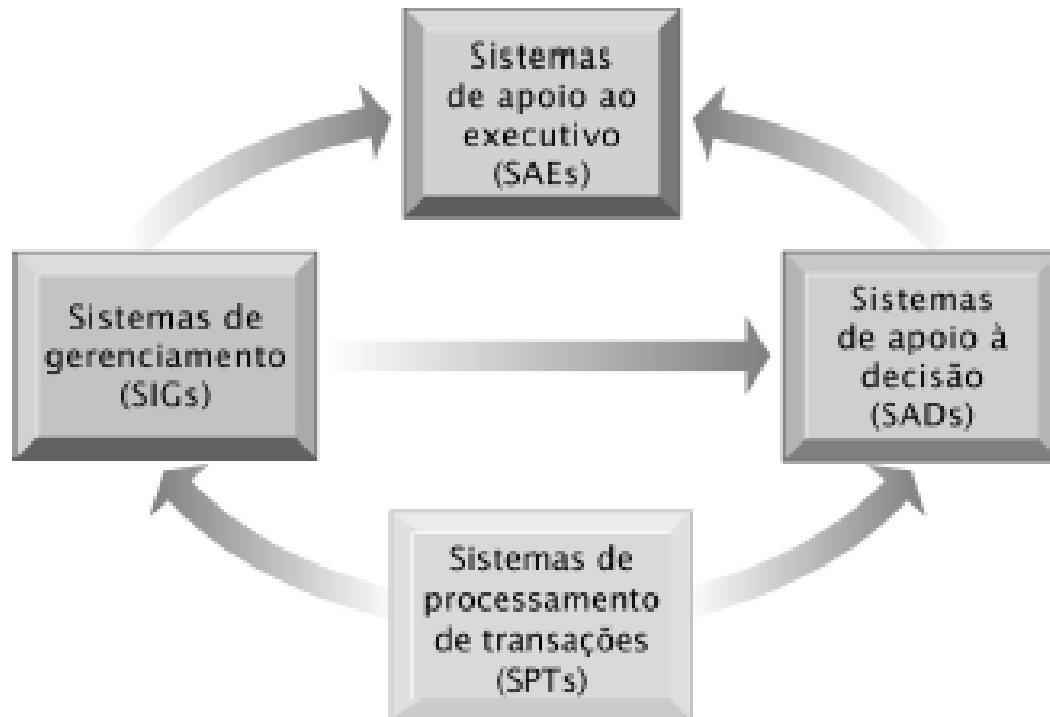 Sistemas
de apoio ao
executivo
(SAEs)
Sistemas de
gerenciamento
(SIGs)
Sistemas
de apoio à
decisão
(SADs)
Sistemas de
processamento
de transações
(SPTs)